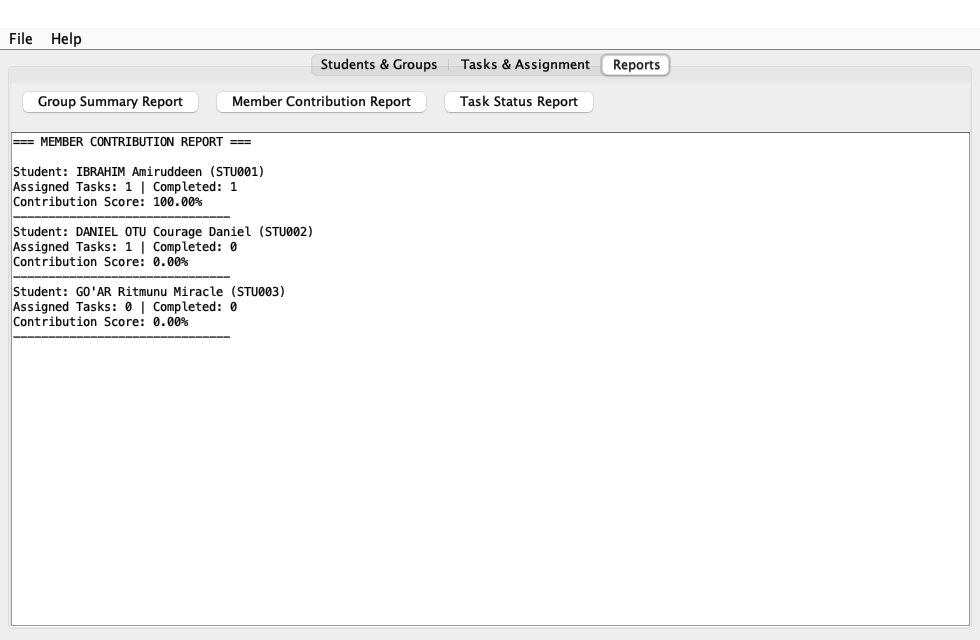 File Help
Students & Groups Tasks & Assignment Reports
Group Summary Report Member Contribution Report Task Status Report
=== MEMBER CONTRIBUTION REPORT ===
Student: IBRAHIM Amiruddeen (STU001)
Assigned Tasks: 1 | Completed: 1
Contribution Score: 100.00%
-------------------------------
Student: DANIEL OTU Courage Daniel (STU002)
Assigned Tasks: 1 | Completed: 0
Contribution Score: 0.00%
-------------------------------
Student: GO'AR Ritmunu Miracle (STU003)
Assigned Tasks: 0 | Completed: 0
Contribution Score: 0.00%
-------------------------------